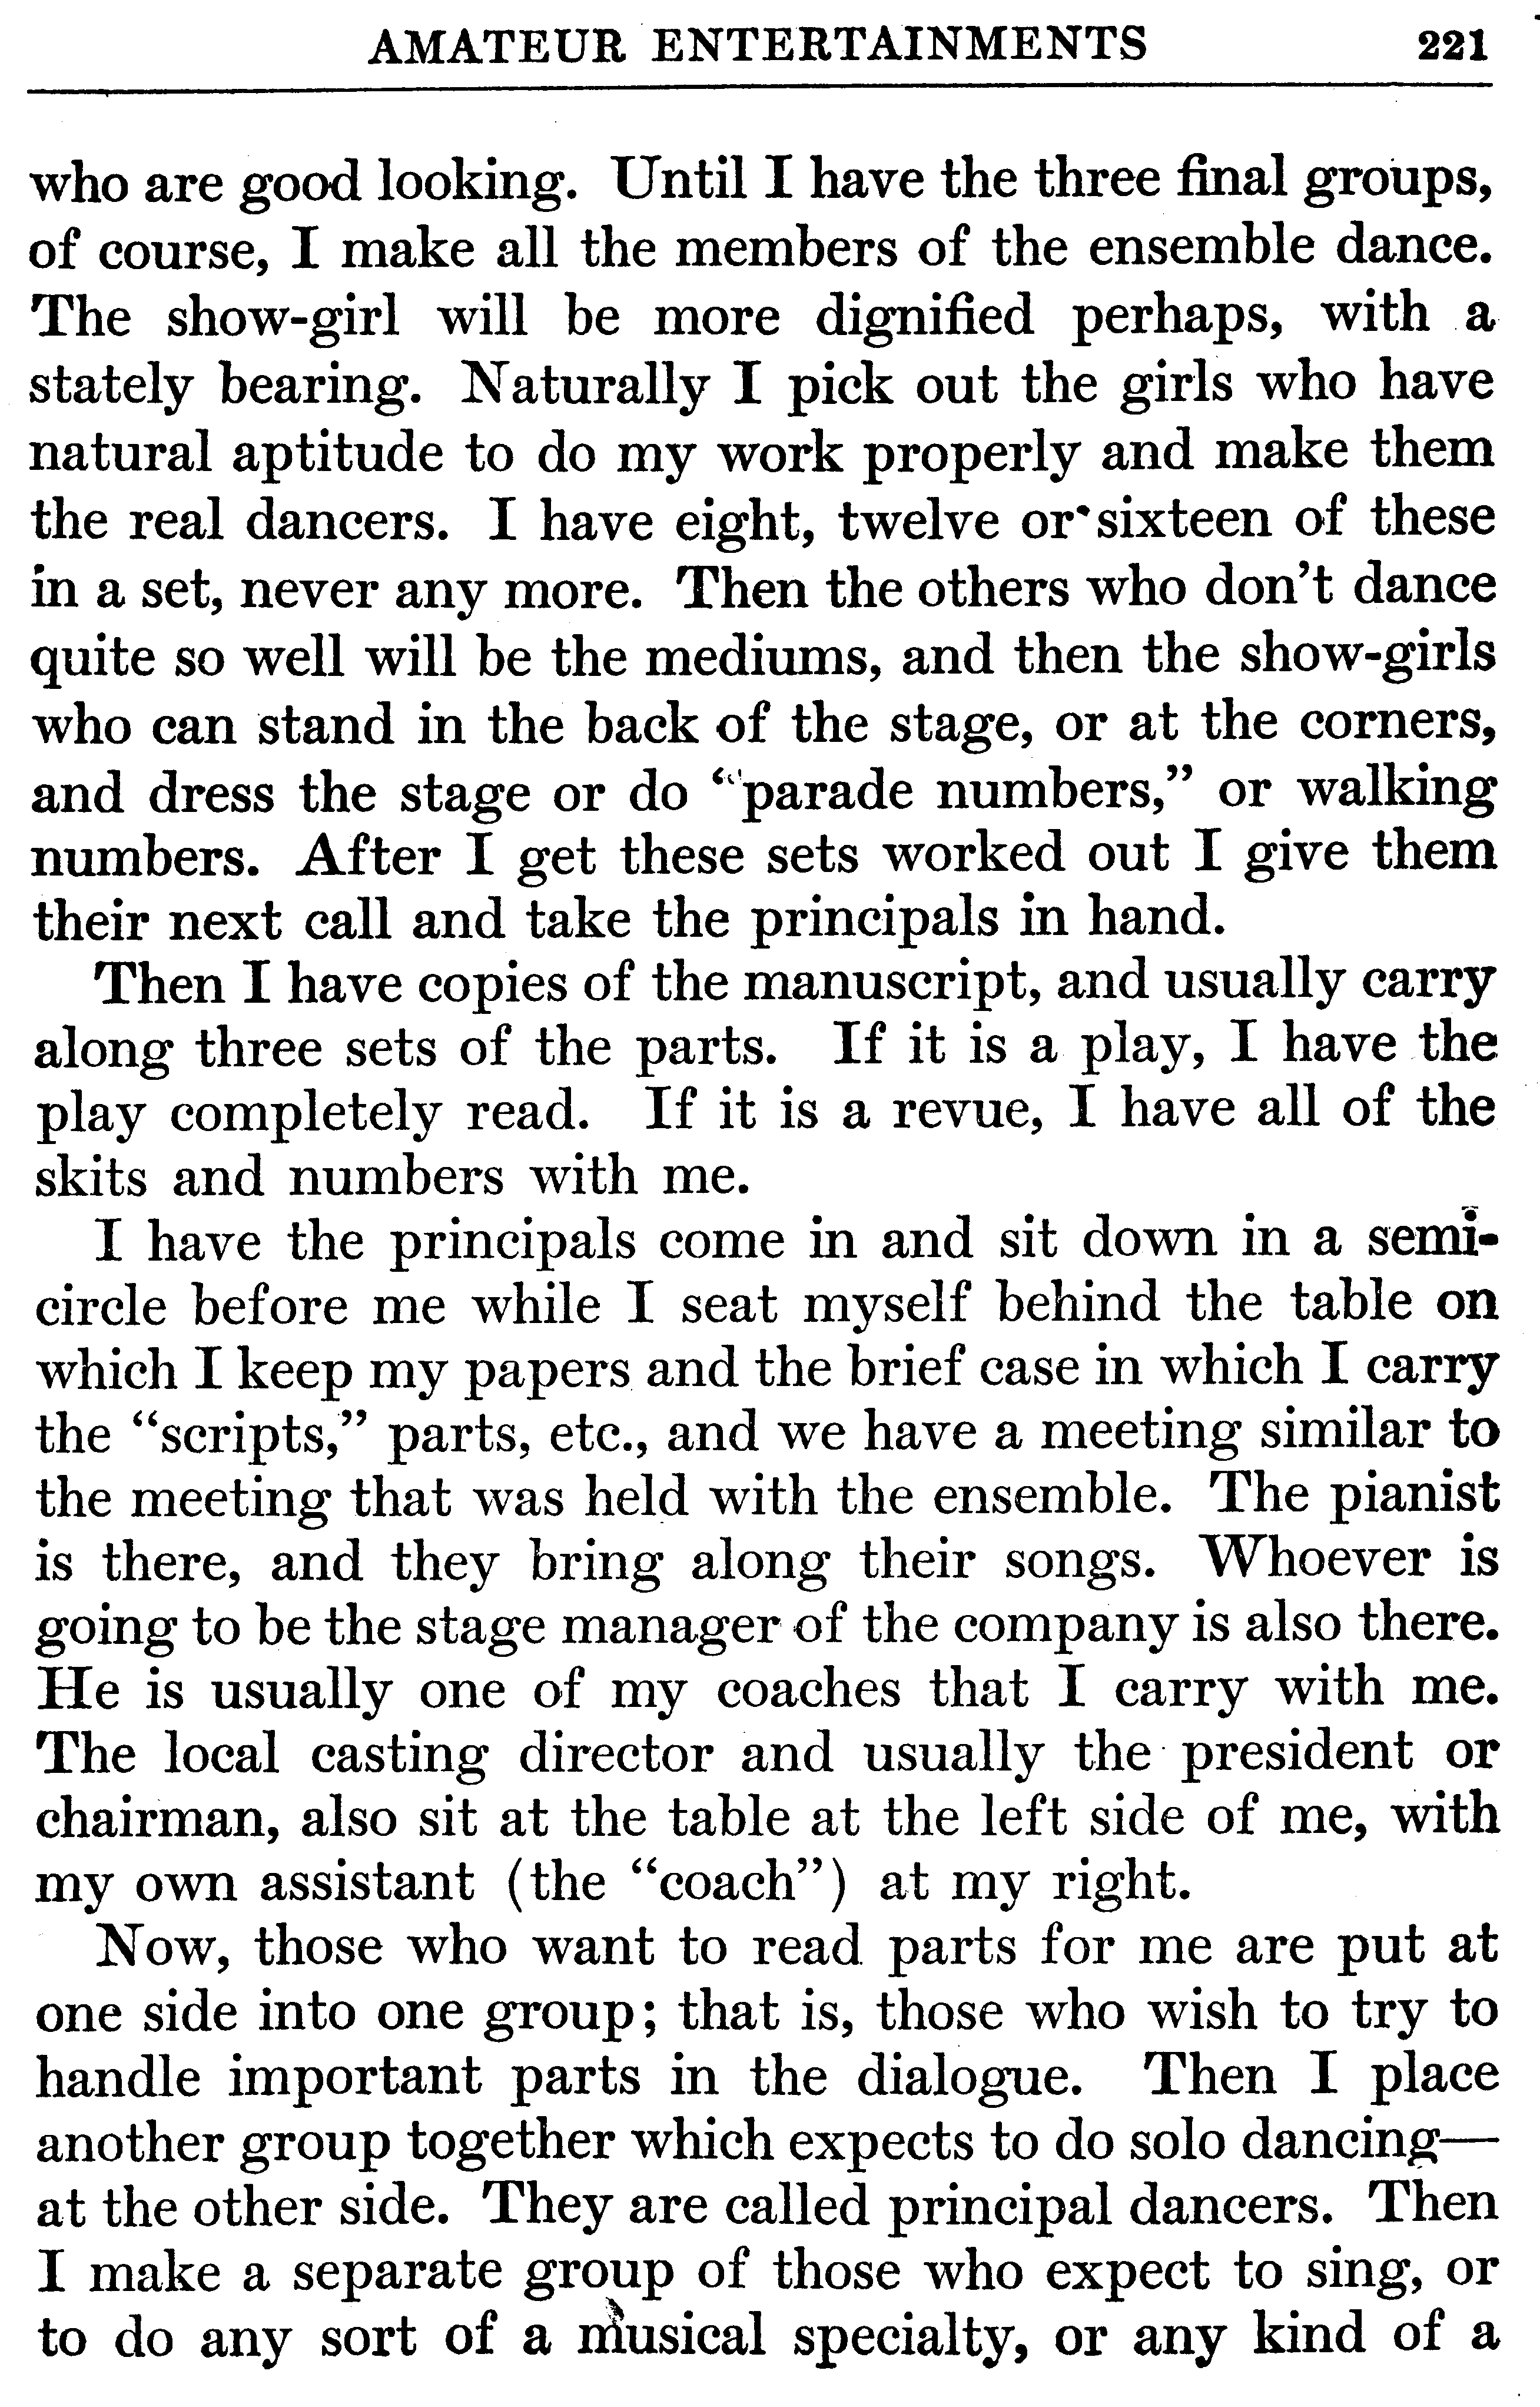 AMATEUR ENTERTAINMENTS 221
who are good looking. Until I have the three final groups,
of course, I make all the members of the ensemble dance.
The show-girl will be more dignified perhaps, with a
stately bearing. Naturally I pick out the girls who have
natural aptitude to do my work properly and make them
the real dancers. I have eight, twelve or sixteen of these
in a set, never any more. Then the others who don't dance
quite so well will be the mediums, and then the show-girls
who can stand in the back of the stage, or at the corners,
and dress the stage or do "parade numbers," or walking
numbers. After I get these sets worked out I give them
their next call and take the principals in hand.
Then I have copies of the manuscript, and usually carry
along three sets of the parts. If it is a play, I have the
play completely read. If it is a revue, I have all of the
skits and numbers with me.
I have the principals come in and sit down in a semi-
circle before me while I seat myself behind the table on
which I keep my papers and the brief case in which I carry
the "scripts," parts, etc., and we have a meeting similar to
the meeting that was held with the ensemble. The pianist
is there, and they bring along their songs. Whoever is
going to be the stage manager of the company is also there.
He is usually one of my coaches that I carry with me.
The local casting director and usually the president or
chairman, also sit at the table at the left side of me, with
my own assistant (the "coach") at my right.
Now, those who want to read parts for me are put at
one side into one group; that is, those who wish to try to
handle important parts in the dialogue. Then I place
another group together which expects to do solo dancing—
at the other side. They are called principal dancers. Then
I make a separate group of those who expect to sing, or
to do any sort of a musical specialty, or any kind of a